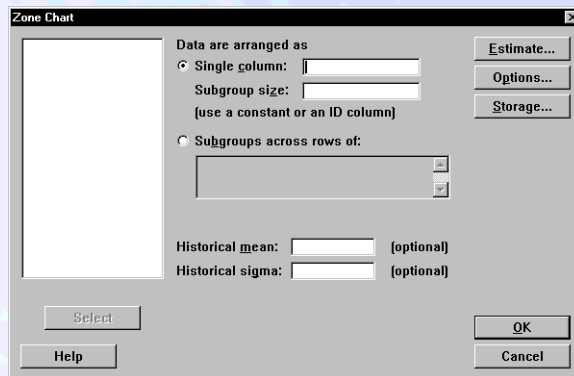 Zone Chart
Data are arranged as
Single column:
Subgroup size:
(use a constant or an ID column)
Subgroups across rows of:
Historical mean: (optional)
Historical sigma: (optional)
Estimate...
Options...
Storage...
Select
Help
OK
Cancel